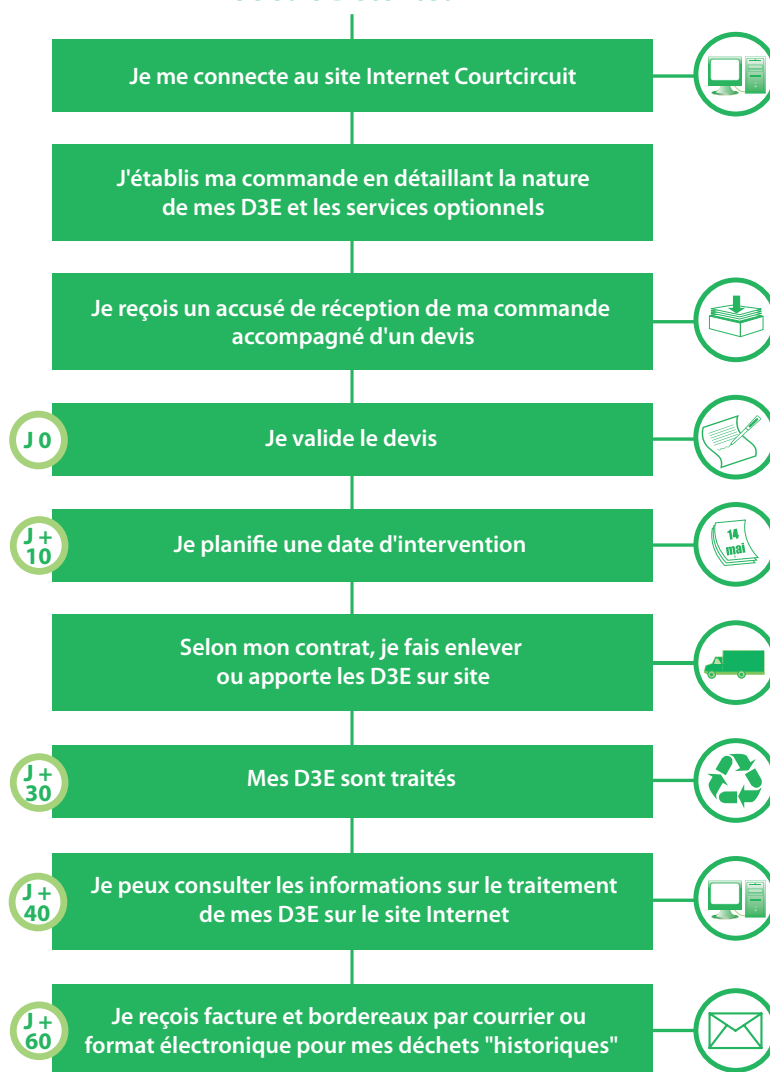 Je me connecte au site Internet Courtcircuit
J'établis ma commande en détaillant la nature
de mes D3E et les services optionnels
Je reçois un accusé de réception de ma commande
accompagné d'un devis
J 0
Je valide le devis
J +
10
Je planifie une date d'intervention
14
mai
Selon mon contrat, je fais enlever
ou apporte les D3E sur site
J +
30
Mes D3E sont traités
J +
40
Je peux consulter les informations sur le traitement
de mes D3E sur le site Internet
J +
60
Je reçois facture et bordereaux par courrier ou
format électronique pour mes déchets "historiques"